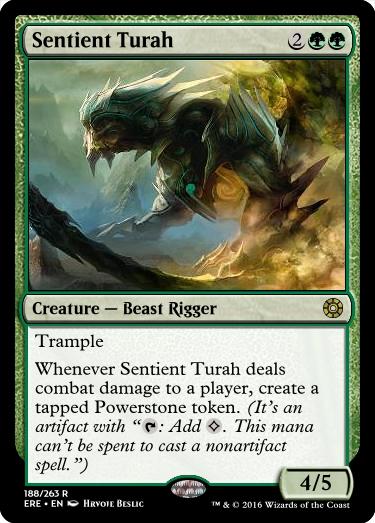 Sentient Turah 2
Creature — Beast Rigger
Trample
Whenever Sentient Turah deals
combat damage to a player, create a
tapped Powerstone token. (It's an
artifact with “: Add . This mana
can't be spent to cast a nonartifact
spell.”)
4/5
188/263 R
ERE • EN Hrvoje Beslic
™ & © 2016 Wizards of the Coast